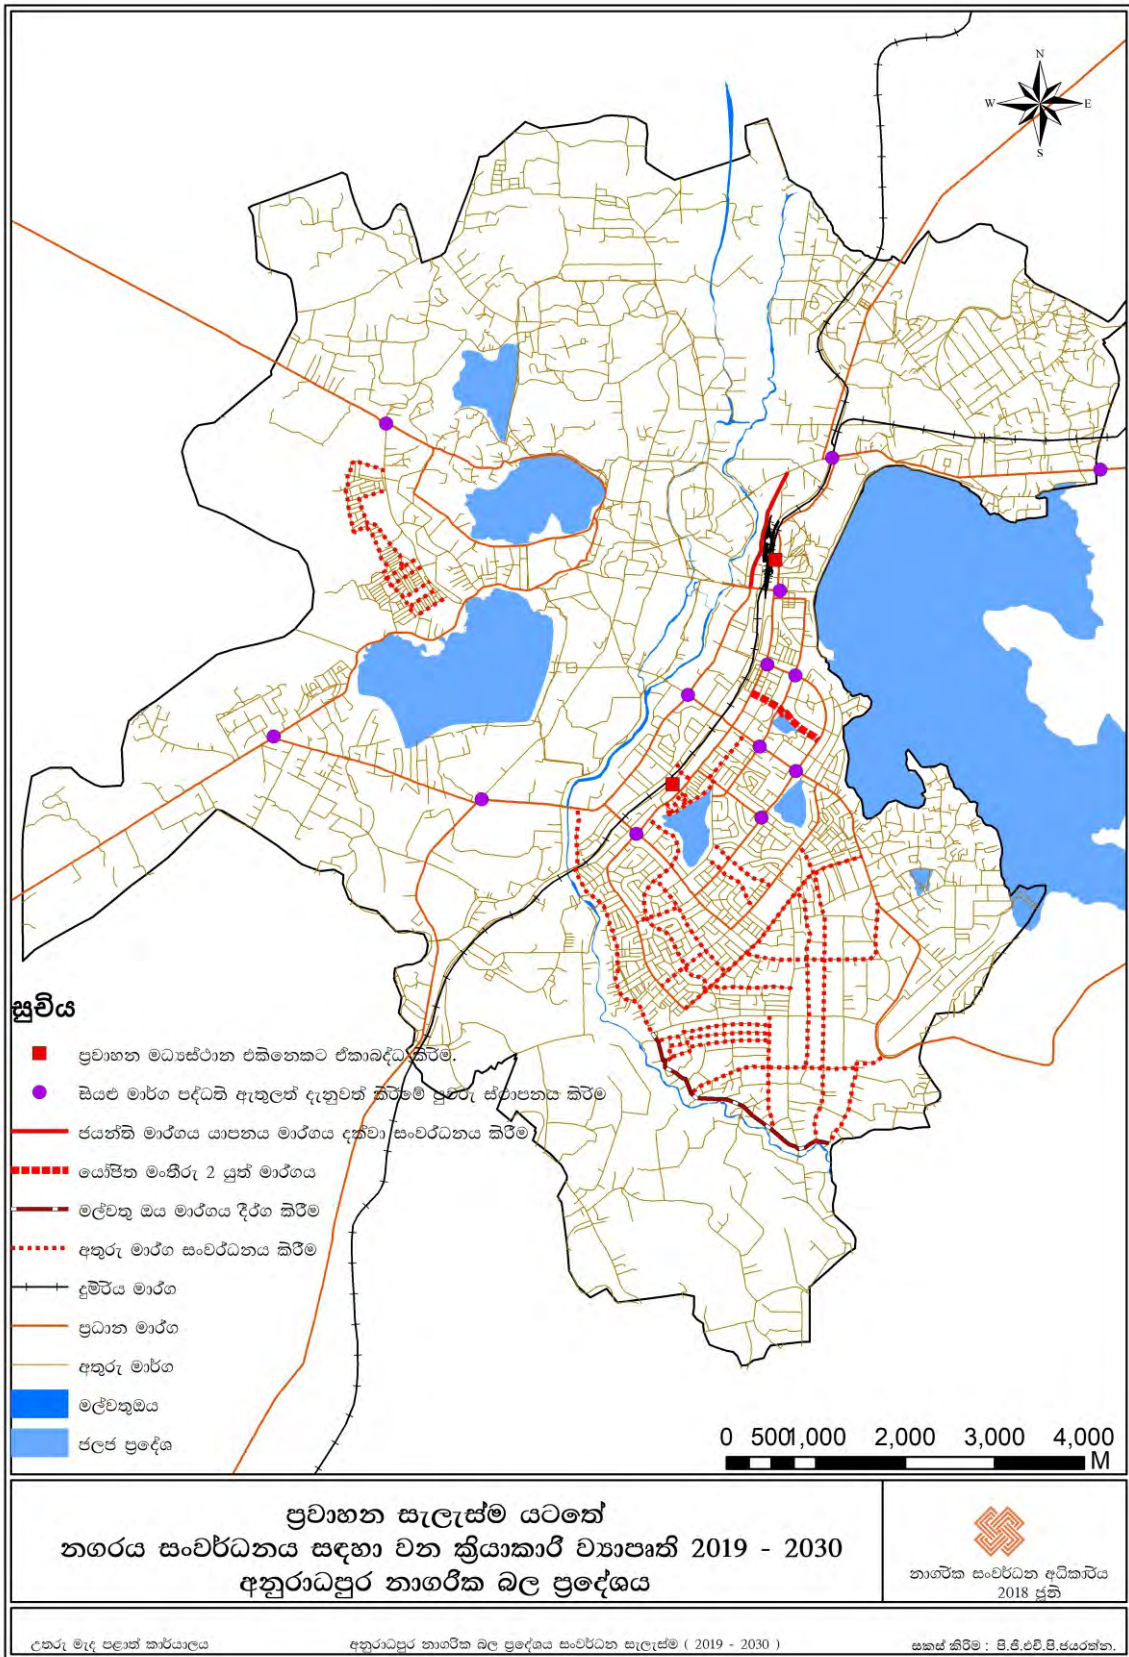 N
W
E
S
සූචිය
ප්‍රවාහන මධ්‍යස්ථාන එකිනෙකට ඒකාබද්ධ කිරීම.
සියළු මාර්ග පද්ධති ඇතුලත් දැනුවත් කිරීමේ පුවරු ස්ථාපනය කිරීම
ජයන්ති මාර්ගය යාපනය මාර්ගය දක්වා සංවර්ධනය කිරීම
යෝජිත මංතීරු 2 යුත් මාර්ගය
මල්වතු ඔය මාර්ගය දීර්ග කිරීම
අතුරු මාර්ග සංවර්ධනය කිරීම
දුම්රිය මාර්ග
ප්‍රධාන මාර්ග
අතුරු මාර්ග
මල්වතුඔය
ජලජ ප්‍රදේශ
0 500 1,000 2,000 3,000 4,000
M
ප්‍රවාහන සැලැස්ම යටතේ
නගරය සංවර්ධනය සඳහා වන ක්‍රියාකාරී ව්‍යාපෘති 2019 - 2030
අනුරාධපුර නාගරික බල ප්‍රදේශය
නාගරික සංවර්ධන අධිකාරිය
2018 ජූනි
උතරු මැද පළාත් කාර්යාලය
අනුරාධපුර නාගරික බල ප්‍රදේශය සංවර්ධන සැලැස්ම ( 2019 - 2030 )
සකස් කිරීම : පි.ජී.එච්.පි.ජයරත්න.